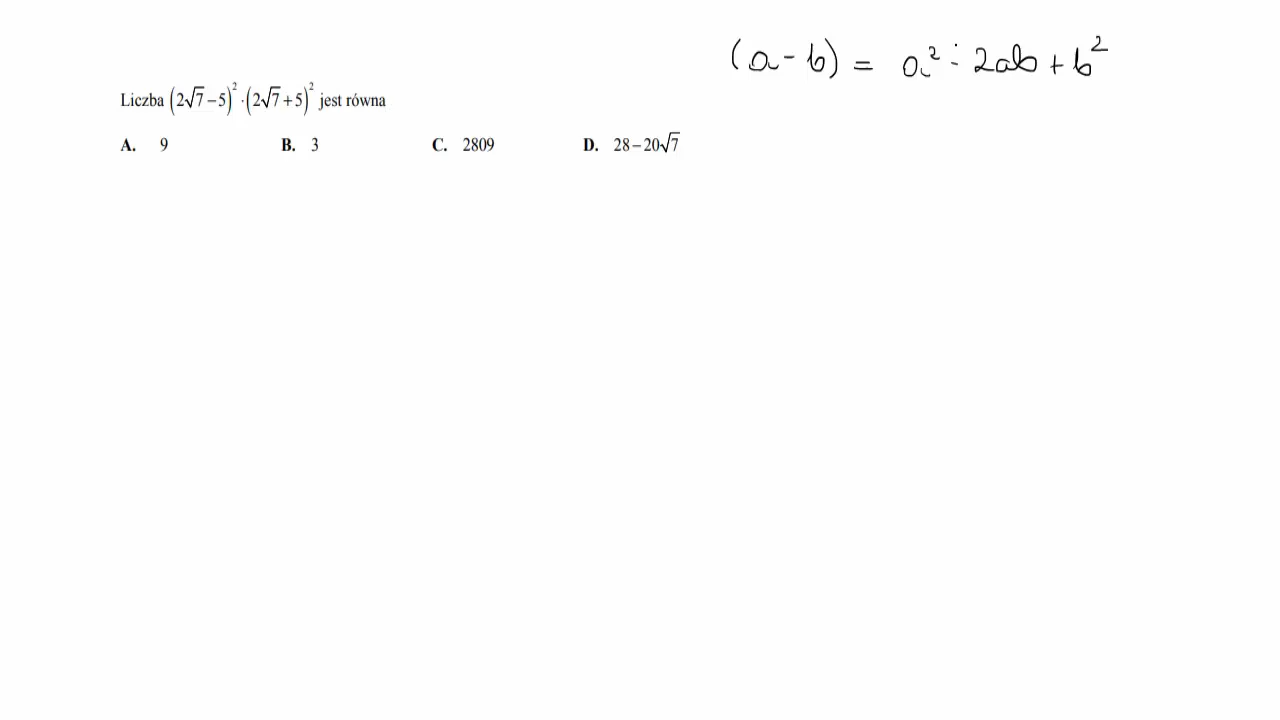 (a - b) = a² - 2ab + b²
Liczba (2√7 – 5)² · (2√7 + 5)² jest równa
A. 9 B. 3 C. 2809 D. 28 – 20√7